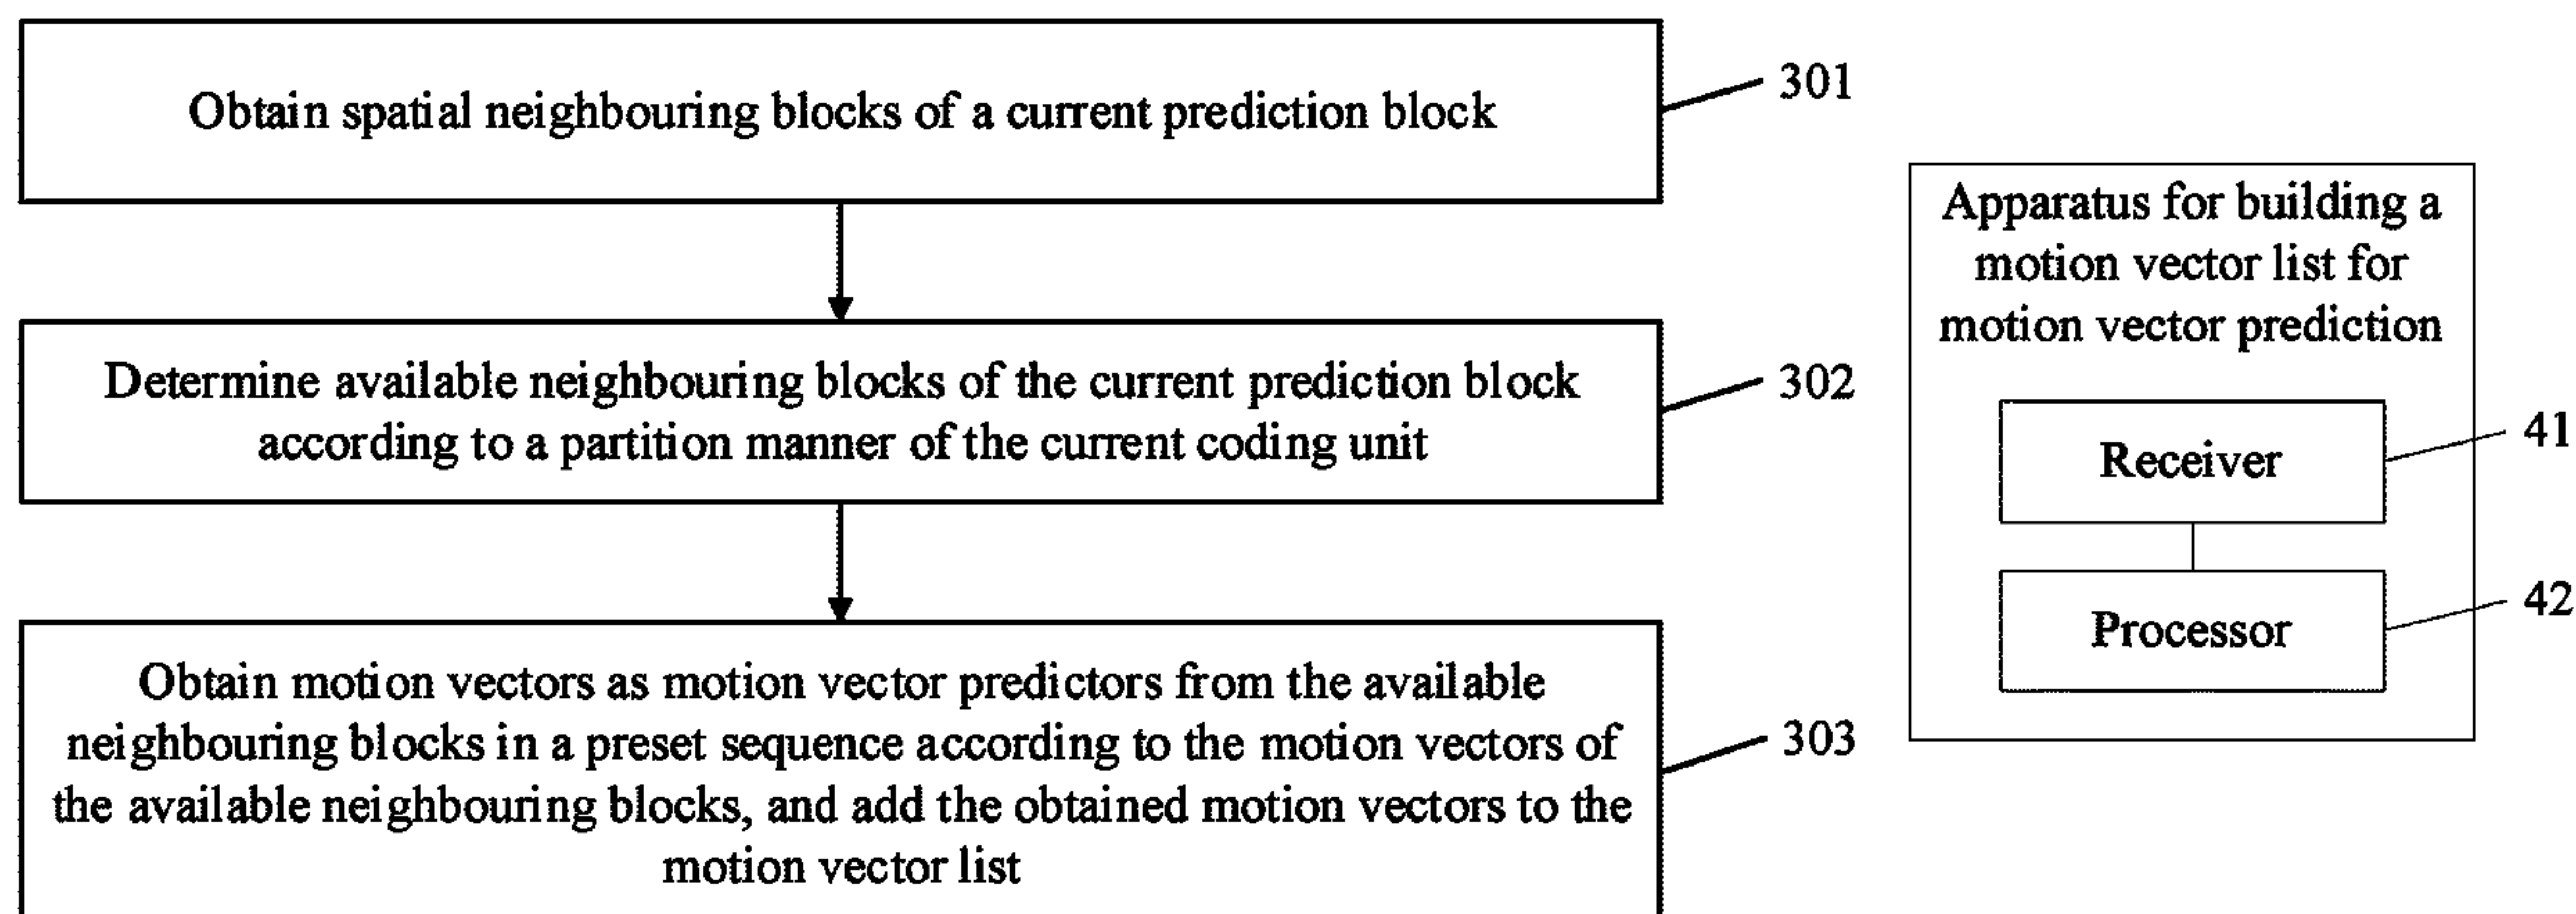 Obtain spatial neighbouring blocks of a current prediction block
301
Determine available neighbouring blocks of the current prediction block
according to a partition manner of the current coding unit
302
Obtain motion vectors as motion vector predictors from the available
neighbouring blocks in a preset sequence according to the motion vectors of
the available neighbouring blocks, and add the obtained motion vectors to the
motion vector list
303
Apparatus for building a
motion vector list for
motion vector prediction
Receiver
41
Processor
42